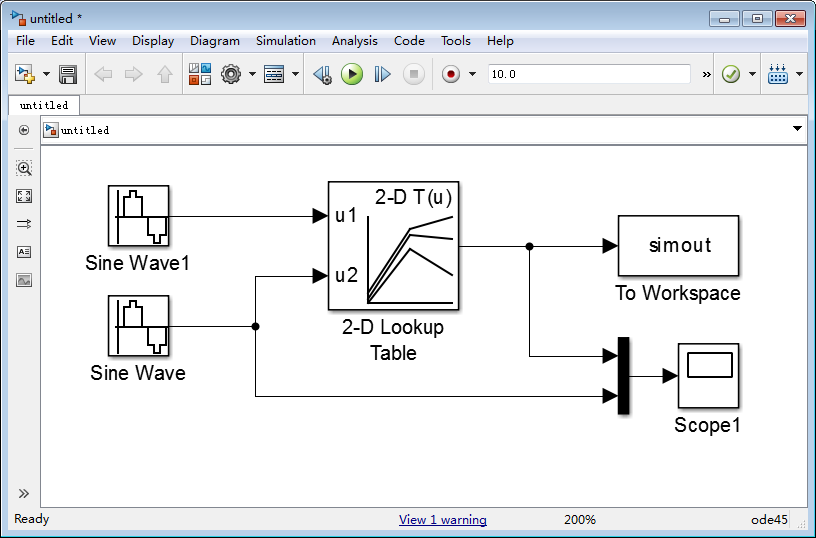 untitled *
File Edit View Display Diagram Simulation Analysis Code Tools Help
10.0 »
untitled
untitled
2-D T(u)
u1
simout
Sine Wave1
u2
To Workspace
2-D Lookup
Table
Sine Wave
Scope1
Ready View 1 warning 200% ode45